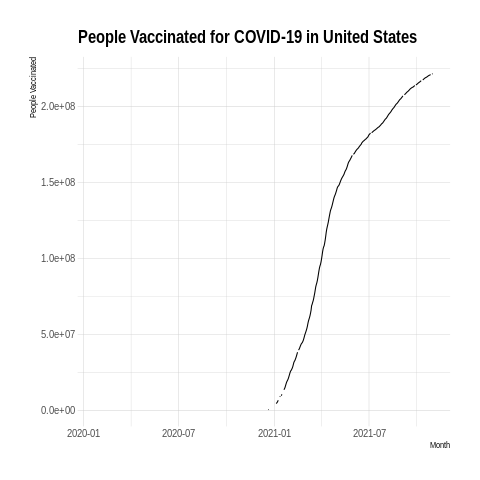 People Vaccinated for COVID-19 in United States
People Vaccinated
2.0e+08
1.5e+08
1.0e+08
5.0e+07
0.0e+00
2020-01 2020-07 2021-01 2021-07
Month